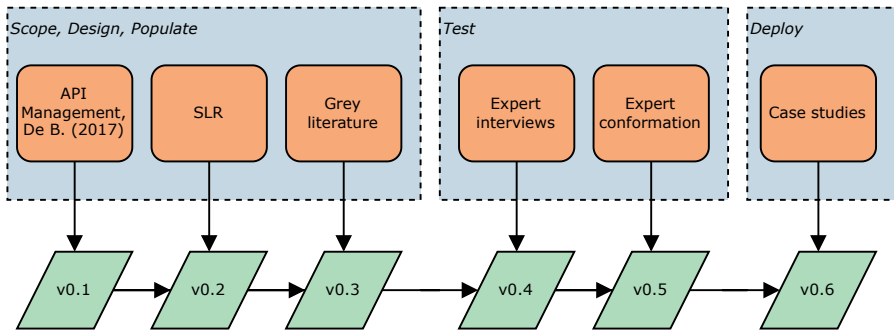 Scope, Design, Populate
API
Management,
De B. (2017)
SLR
Grey
literature
Test
Expert
interviews
Expert
conformation
Deploy
Case studies
v0.1
v0.2
v0.3
v0.4
v0.5
v0.6